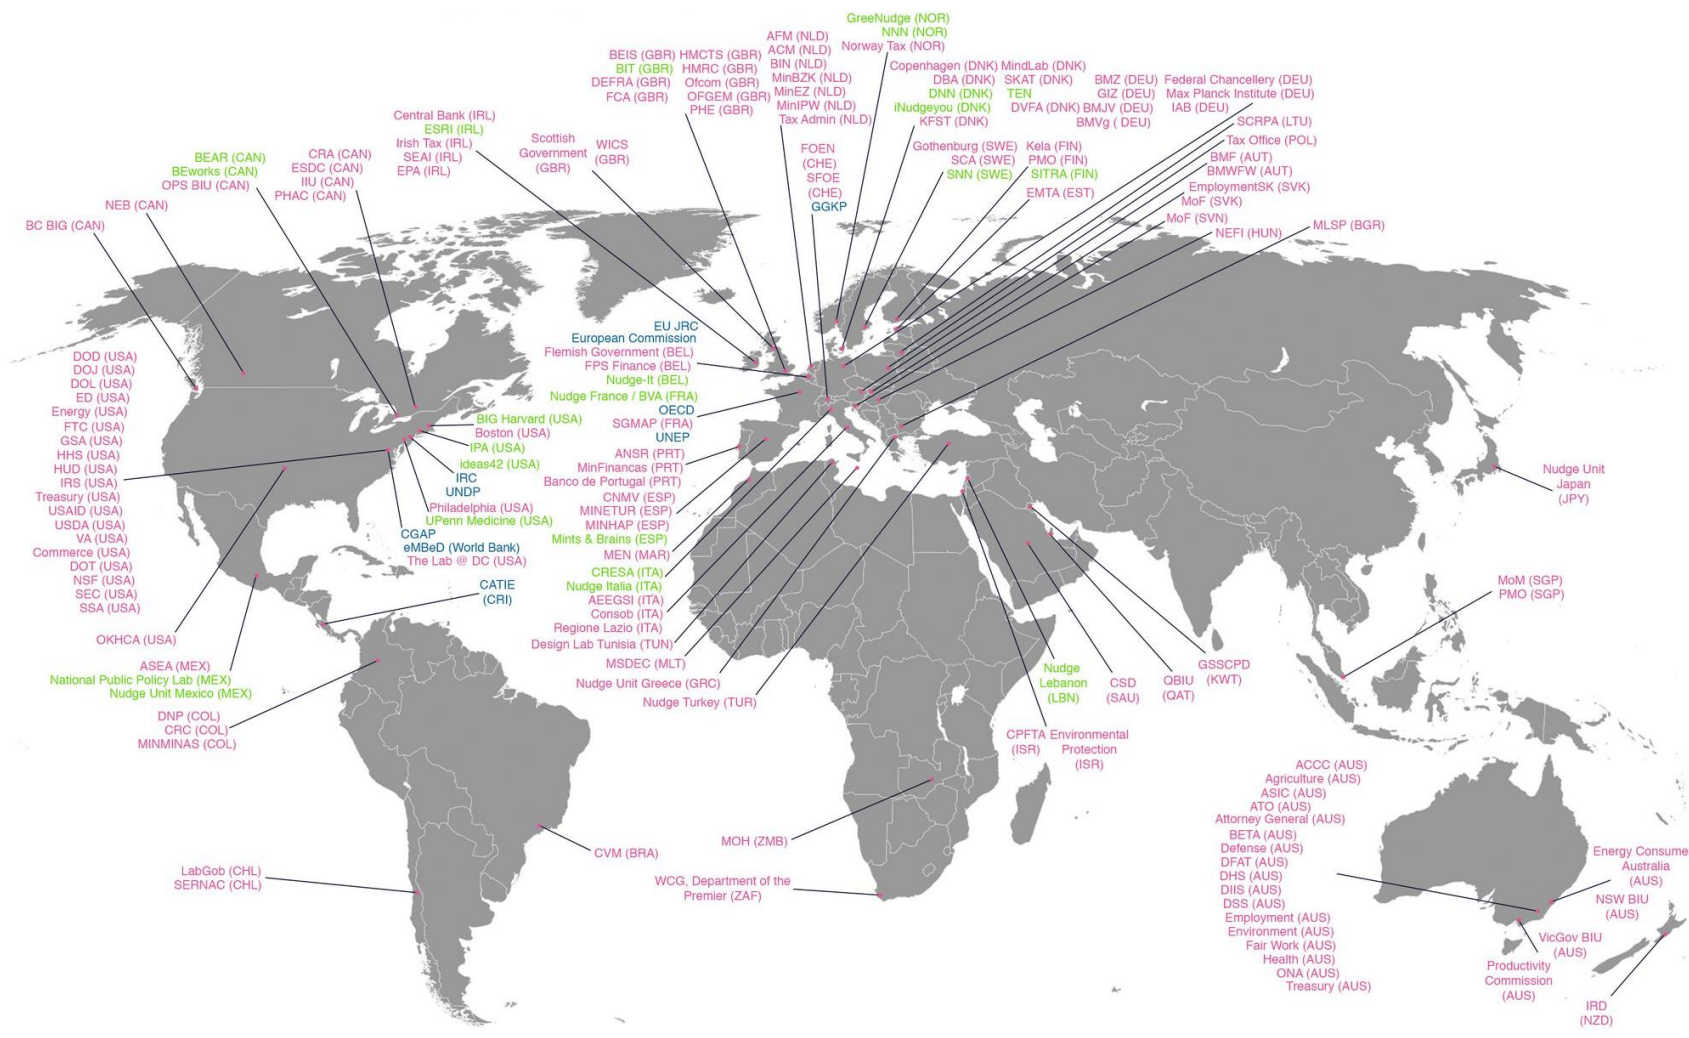 GreeNudge (NOR)
NNN (NOR)
Norway Tax (NOR)
AFM (NLD)
ACM (NLD)
BIN (NLD)
MinBZK (NLD)
MinEZ (NLD)
MinIPW (NLD)
Tax Admin (NLD)
BEIS (GBR) HMCTS (GBR)
BIT (GBR) HMRC (GBR)
DEFRA (GBR) Ofcom (GBR)
FCA (GBR) OFGEM (GBR)
PHE (GBR)
Copenhagen (DNK) MindLab (DNK)
DBA (DNK) SKAT (DNK)
DNN (DNK) TEN
iNudgeyou (DNK) DVFA (DNK)
KFST (DNK)
BMZ (DEU) Federal Chancellery (DEU)
GIZ (DEU) Max Planck Institute (DEU)
BMJV (DEU) IAB (DEU)
BMVg ( DEU)
SCRPA (LTU)
Tax Office (POL)
BMF (AUT)
BMWFW (AUT)
EmploymentSK (SVK)
MoF (SVK)
MoF (SVN)
NEFI (HUN)
MLSP (BGR)
Central Bank (IRL)
ESRI (IRL)
Irish Tax (IRL)
SEAI (IRL)
EPA (IRL)
Scottish
Government
(GBR)
WICS
(GBR)
FOEN
(CHE)
SFOE
(CHE)
GGKP
Gothenburg (SWE)
SCA (SWE)
SNN (SWE)
Kela (FIN)
PMO (FIN)
SITRA (FIN)
EMTA (EST)
BEAR (CAN)
BEworks (CAN)
OPS BIU (CAN)
CRA (CAN)
ESDC (CAN)
IIU (CAN)
PHAC (CAN)
NEB (CAN)
BC BIG (CAN)
DOD (USA)
DOJ (USA)
DOL (USA)
ED (USA)
Energy (USA)
FTC (USA)
GSA (USA)
HHS (USA)
HUD (USA)
IRS (USA)
Treasury (USA)
USAID (USA)
USDA (USA)
VA (USA)
Commerce (USA)
DOT (USA)
NSF (USA)
SEC (USA)
SSA (USA)
OKHCA (USA)
BIG Harvard (USA)
Boston (USA)
IPA (USA)
ideas42 (USA)
IRC
UNDP
Philadelphia (USA)
UPenn Medicine (USA)
CGAP
eMBeD (World Bank)
The Lab @ DC (USA)
CATIE
(CRI)
ASEA (MEX)
National Public Policy Lab (MEX)
Nudge Unit Mexico (MEX)
DNP (COL)
CRC (COL)
MINMINAS (COL)
LabGob (CHL)
SERNAC (CHL)
CVM (BRA)
EU JRC
European Commission
Flemish Government (BEL)
FPS Finance (BEL)
Nudge-It (BEL)
Nudge France / BVA (FRA)
OECD
SGMAP (FRA)
UNEP
ANSR (PRT)
MinFinancas (PRT)
Banco de Portugal (PRT)
CNMV (ESP)
MINETUR (ESP)
MINHAP (ESP)
Mints & Brains (ESP)
MEN (MAR)
CRESA (ITA)
Nudge Italia (ITA)
AEEGSI (ITA)
Consob (ITA)
Regione Lazio (ITA)
Design Lab Tunisia (TUN)
MSDEC (MLT)
Nudge Unit Greece (GRC)
Nudge Turkey (TUR)
Nudge
Lebanon
(LBN)
CSD
(SAU)
QBIU
(QAT)
GSSCPD
(KWT)
CPFTA
(ISR)
Environmental
Protection
(ISR)
MOH (ZMB)
WCG, Department of the
Premier (ZAF)
Nudge Unit
Japan
(JPY)
MoM (SGP)
PMO (SGP)
ACCC (AUS)
Agriculture (AUS)
ASIC (AUS)
ATO (AUS)
Attorney General (AUS)
BETA (AUS)
Defense (AUS)
DFAT (AUS)
DHS (AUS)
DIIS (AUS)
DSS (AUS)
Employment (AUS)
Environment (AUS)
Fair Work (AUS)
Health (AUS)
ONA (AUS)
Treasury (AUS)
Energy Consume
Australia
(AUS)
NSW BIU
(AUS)
VicGov BIU
(AUS)
Productivity
Commission
(AUS)
IRD
(NZD)